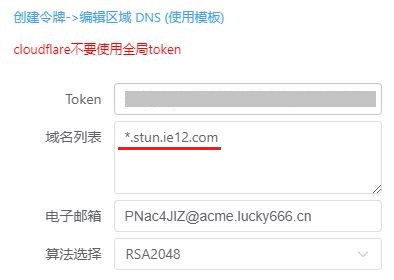 创建令牌->编辑区域 DNS (使用模板)
cloudflare不要使用全局token
Token
域名列表 *.stun.ie12.com
电子邮箱 PNac4JIZ@acme.lucky666.cn
算法选择 RSA2048